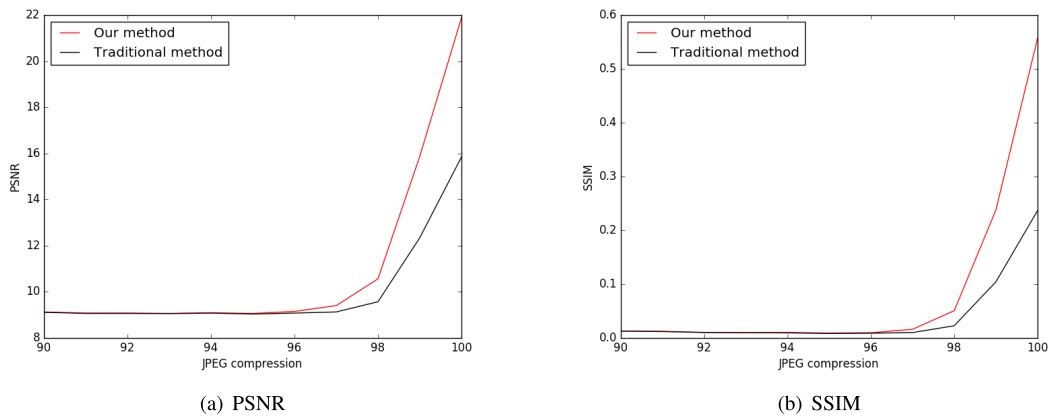 22
20
18
16
14
12
10
8
PSNR
Our method
Traditional method
90 92 94 96 98 100
JPEG compression
(a) PSNR
0.6
0.5
0.4
0.3
0.2
0.1
0.0
SSIM
Our method
Traditional method
90 92 94 96 98 100
JPEG compression
(b) SSIM